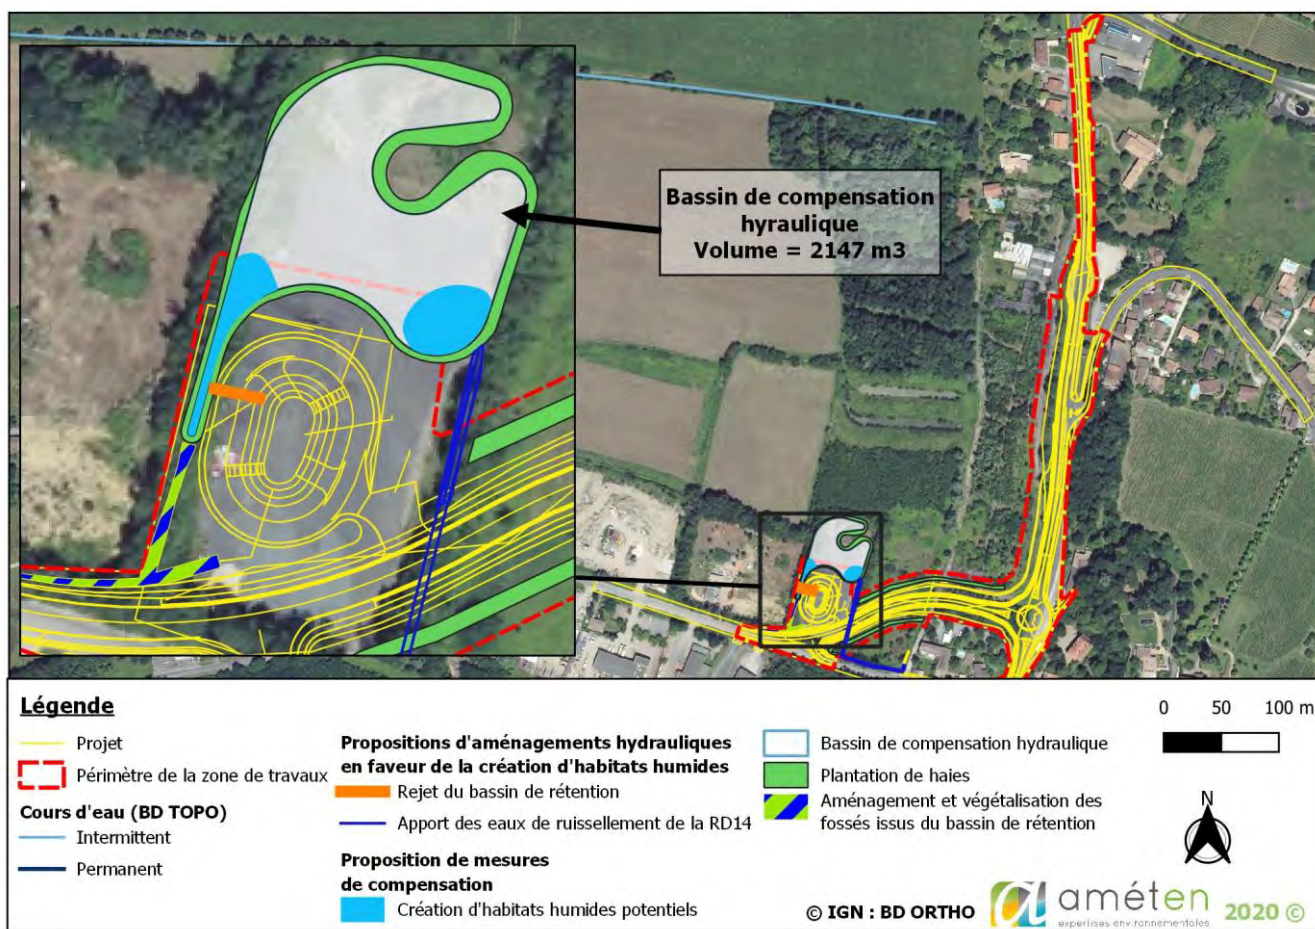 Bassin de compensation
hyraulique
Volume = 2147 m3
Légende
Projet
Périmètre de la zone de travaux
Cours d'eau (BD TOPO)
Intermittent
Permanent
Propositions d'aménagements hydrauliques
en faveur de la création d'habitats humides
Rejet du bassin de rétention
Apport des eaux de ruissellement de la RD14
Proposition de mesures
de compensation
Création d'habitats humides potentiels
Bassin de compensation hydraulique
Plantation de haies
Aménagement et végétalisation des
fossés issus du bassin de rétention
0 50 100 m
N
© IGN : BD ORTHO
améten
expertises environnementales
2020 ©